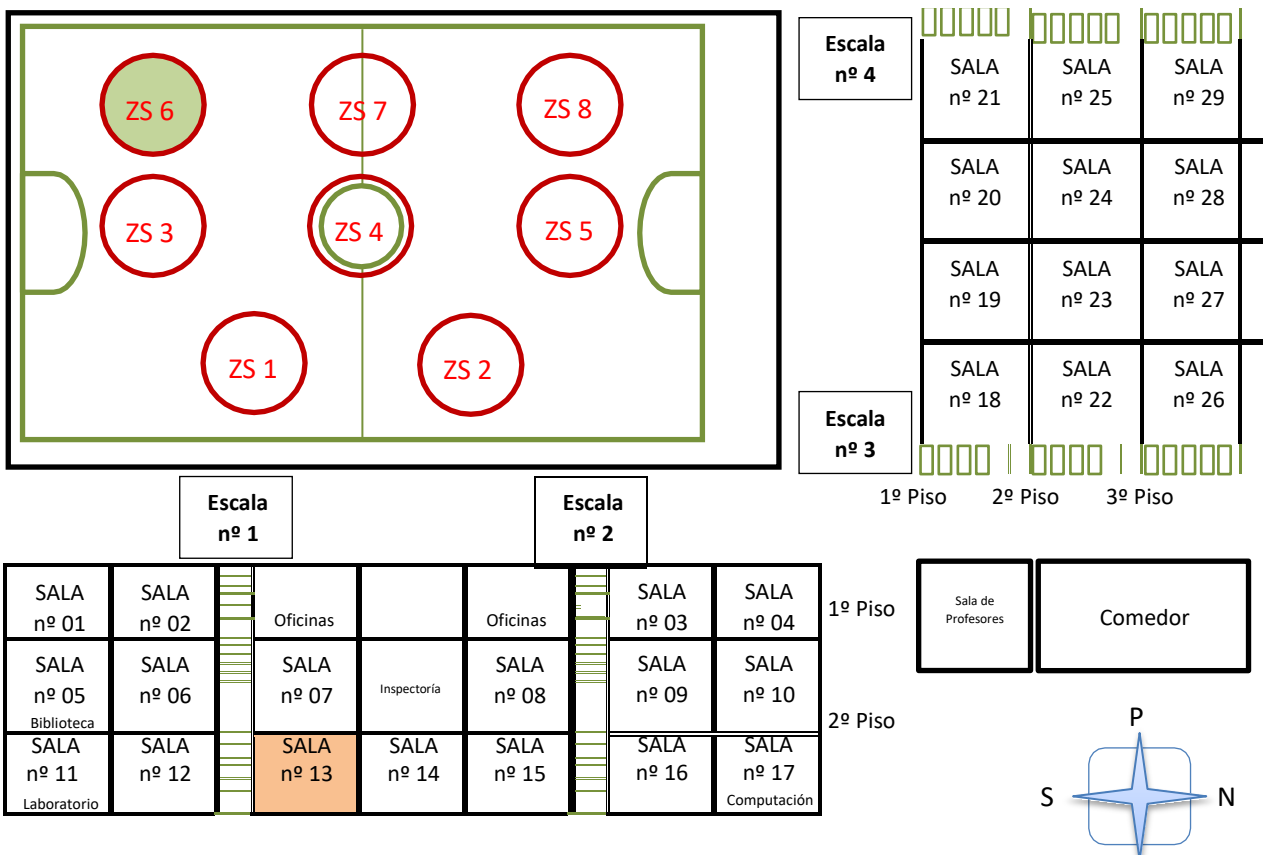 ZS 6
ZS 7
ZS 8
ZS 3
ZS 4
ZS 5
ZS 1
ZS 2
Escala
nº 4
SALA
nº 21
SALA
nº 25
SALA
nº 29
SALA
nº 20
SALA
nº 24
SALA
nº 28
SALA
nº 19
SALA
nº 23
SALA
nº 27
SALA
nº 18
SALA
nº 22
SALA
nº 26
Escala
nº 3
1º Piso
2º Piso
3º Piso
Escala
nº 1
Escala
nº 2
SALA
nº 01
SALA
nº 02
Oficinas
Oficinas
SALA
nº 03
SALA
nº 04
1º Piso
SALA
nº 05
Biblioteca
SALA
nº 06
SALA
nº 07
Inspectoría
SALA
nº 08
SALA
nº 09
SALA
nº 10
2º Piso
SALA
nº 11
Laboratorio
SALA
nº 12
SALA
nº 13
SALA
nº 14
SALA
nº 15
SALA
nº 16
SALA
nº 17
Computación
Sala de
Profesores
Comedor
P
S
N